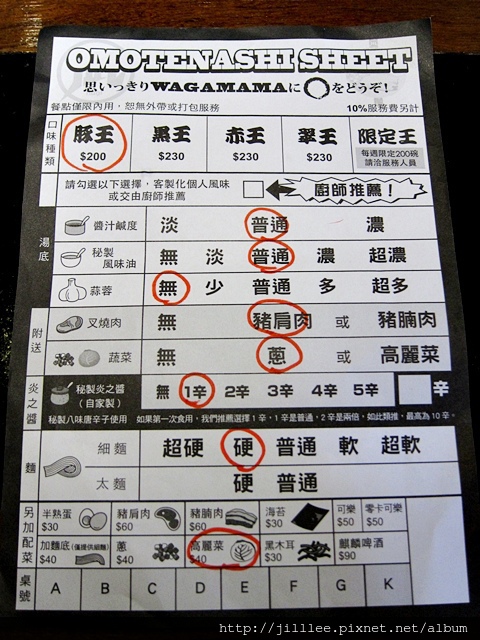 OMOTENASHI SHEET
思いっきりWAGAMAMAに〇をどうぞ!
餐點僅限內用，恕無外帶或打包服務 10%服務費另計
口味種類 豚王 黒王 赤王 翠王 限定王
$200 $230 $230 $230 每週限定200碗
請洽服務人員
請勾選以下選擇，客製化個人風味
或交由廚師推薦！ 廚師推薦！
湯底
醬汁鹹度 淡 普通 濃
秘製風味油 無 淡 普通 濃 超濃
蒜蓉 無 少 普通 多 超多
附送
叉燒肉 無 豬肩肉 或 豬腩肉
蔬菜 無 蔥 或 高麗菜
炎之醬
秘製炎之醬
(自家製) 無 1辛 2辛 3辛 4辛 5辛 辛
秘製八味唐辛子使用 如果第一次食用，我們推薦選擇1辛，1辛是普通，2辛是兩倍，如此類推，最高為10辛。
麵
細麵 超硬 硬 普通 軟 超軟
太麵 硬 普通
另加配菜
半熟蛋 $30 豬肩肉 $60 豬腩肉 $60 海苔 $30 可樂 $50 零卡可樂 $50
加麵底(僅提供細麵) $40 蔥 $40 高麗菜 $40 黑木耳 $30 麒麟啤酒 $90
桌號 A B C D E F G K
http://jilllee.pixnet.net/album